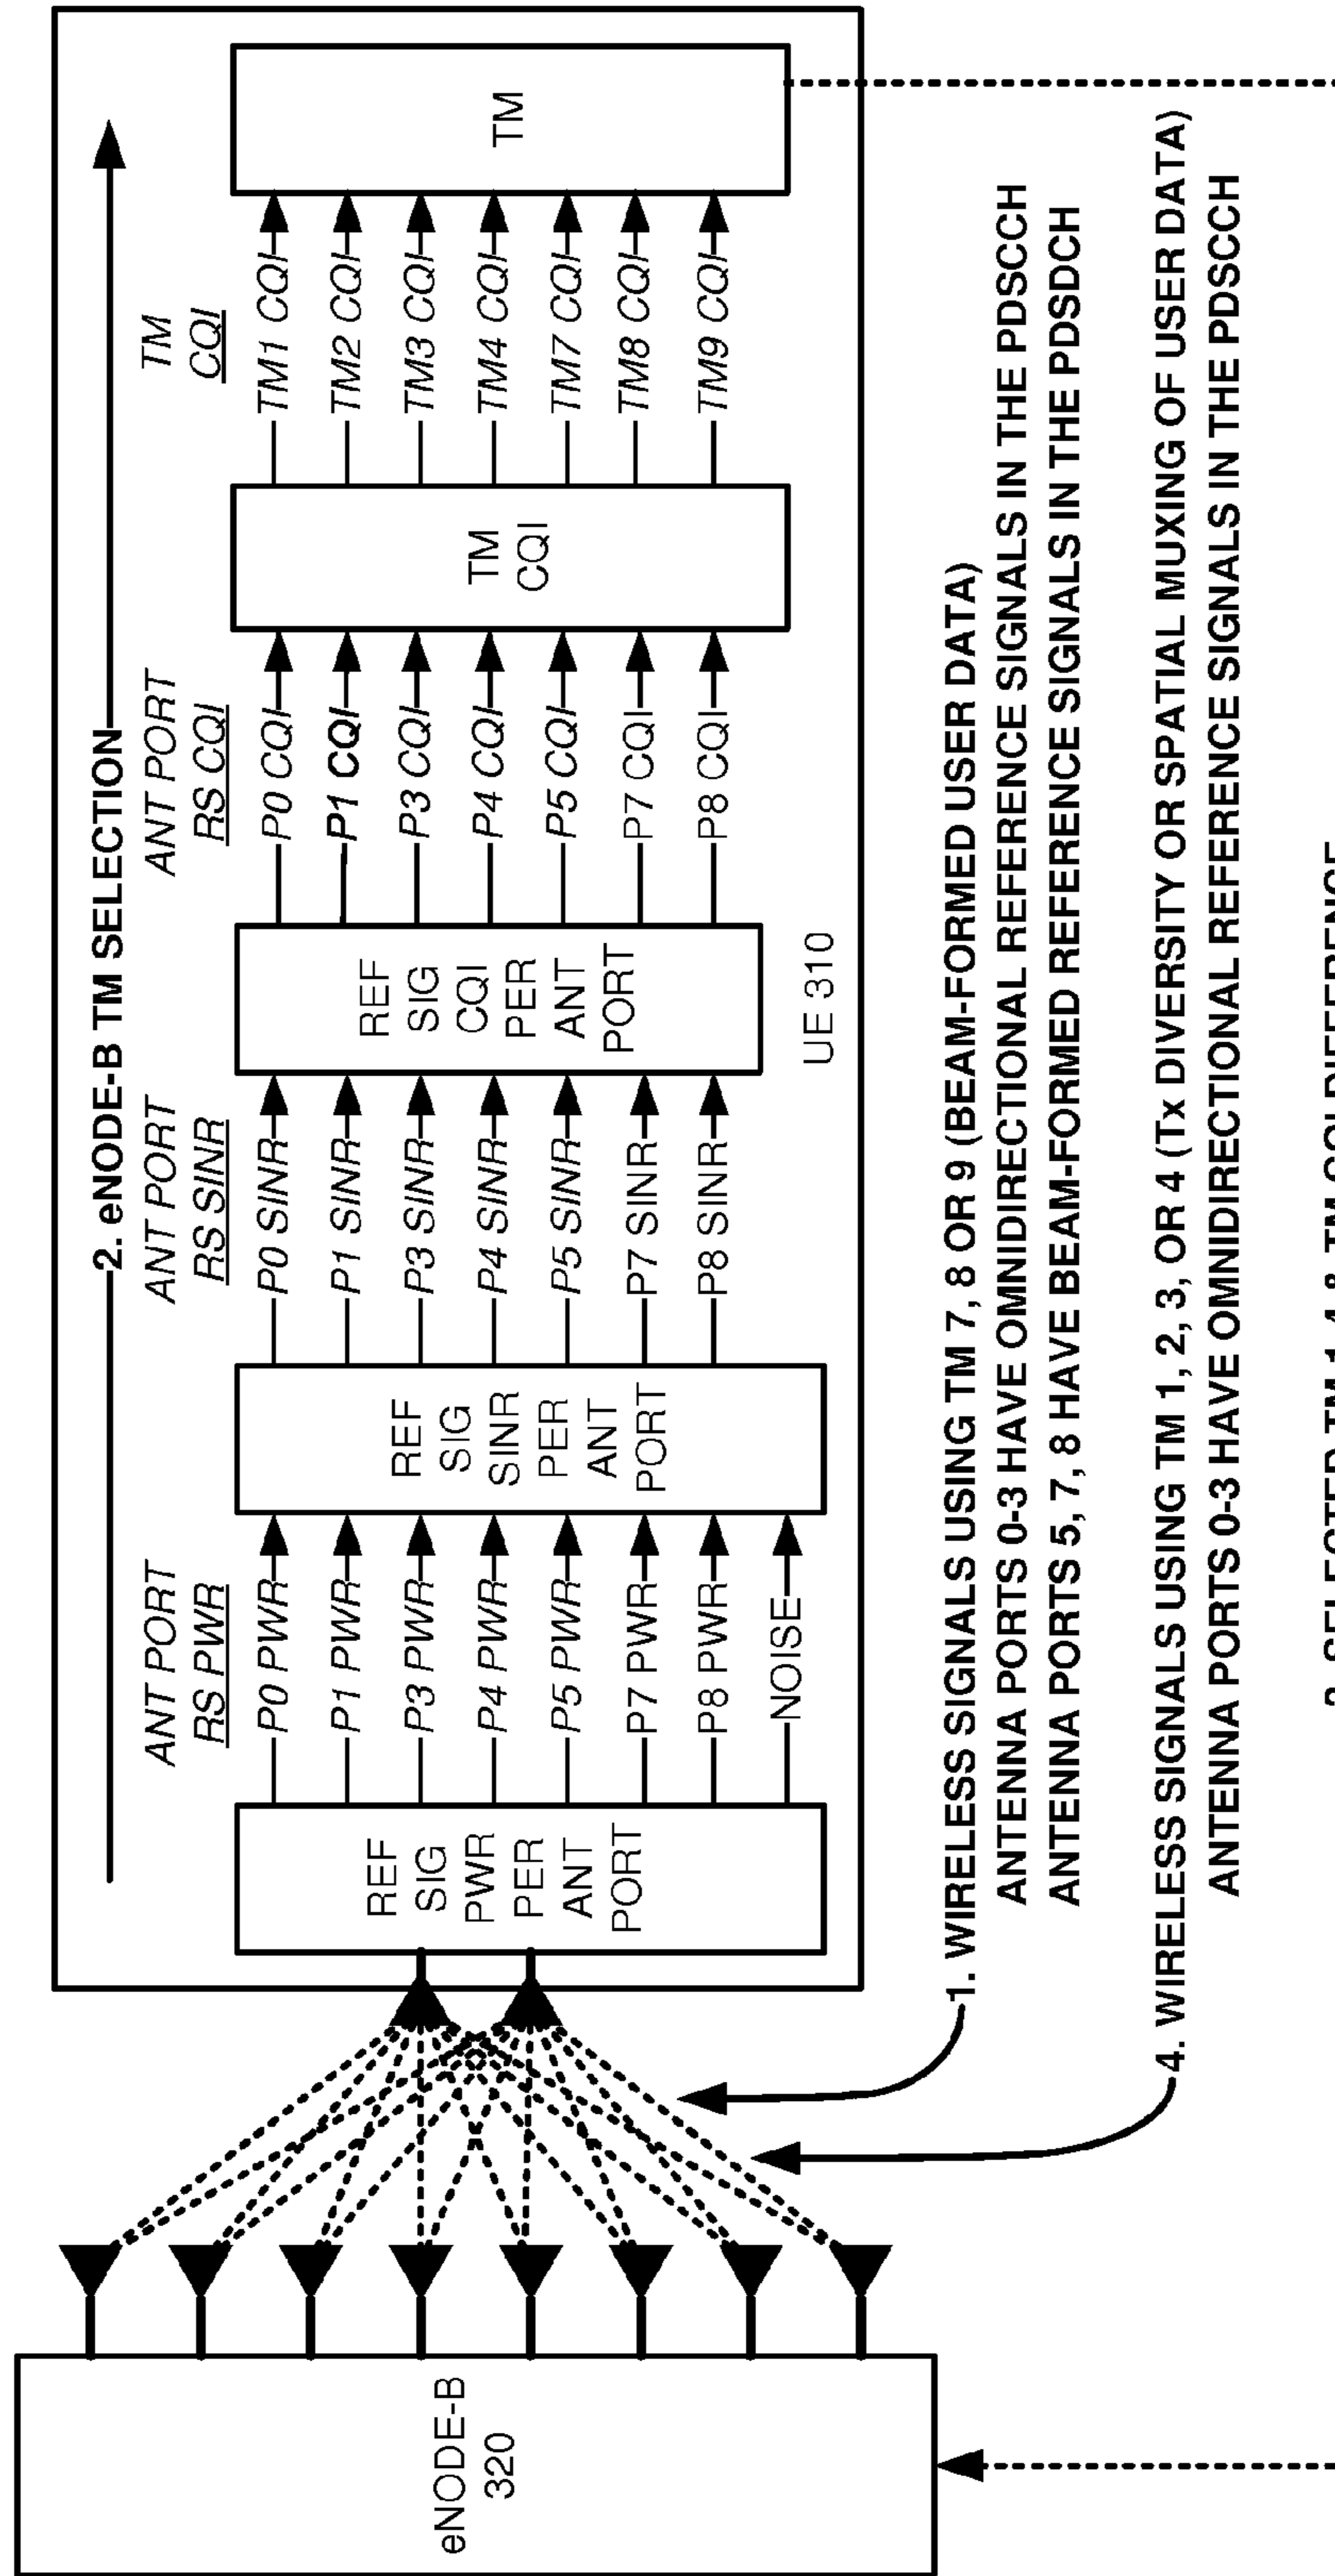 2. eNODE-B TM SELECTION
ANT PORT
RS PWR
ANT PORT
RS SINR
ANT PORT
RS CQI
TM
CQI
eNODE-B
320
REF
SIG
PWR
PER
ANT
PORT
P0 PWR
P1 PWR
P3 PWR
P4 PWR
P5 PWR
P7 PWR
P8 PWR
NOISE
REF
SIG
SINR
PER
ANT
PORT
P0 SINR
P1 SINR
P3 SINR
P4 SINR
P5 SINR
P7 SINR
P8 SINR
REF
SIG
CQI
PER
ANT
PORT
P0 CQI
P1 CQI
P3 CQI
P4 CQI
P5 CQI
P7 CQI
P8 CQI
TM
CQI
TM1 CQI
TM2 CQI
TM3 CQI
TM4 CQI
TM7 CQI
TM8 CQI
TM9 CQI
TM
UE 310
1. WIRELESS SIGNALS USING TM 7, 8 OR 9 (BEAM-FORMED USER DATA)
ANTENNA PORTS 0-3 HAVE OMNIDIRECTIONAL REFERENCE SIGNALS IN THE PDSCCH
ANTENNA PORTS 5, 7, 8 HAVE BEAM-FORMED REFERENCE SIGNALS IN THE PDSDCH
4. WIRELESS SIGNALS USING TM 1, 2, 3, OR 4 (Tx DIVERSITY OR SPATIAL MUXING OF USER DATA)
ANTENNA PORTS 0-3 HAVE OMNIDIRECTIONAL REFERENCE SIGNALS IN THE PDSCCH
3. SELECTED TM 1-4 & TM CQI DIFFERENCE